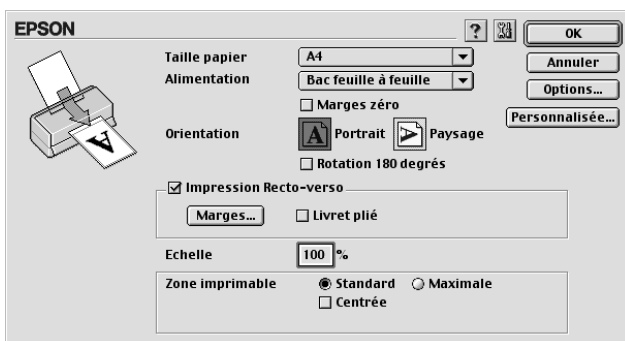 EPSON
?
OK
Taille papier A4
Annuler
Alimentation Bac feuille à feuille
Options...
Marges zéro
Personnalisée...
Orientation A Portrait A Paysage
Rotation 180 degrés
A
Impression Recto-verso
Marges... Livret plié
Echelle 100 %
Zone imprimable Standard Maximale
Centrée